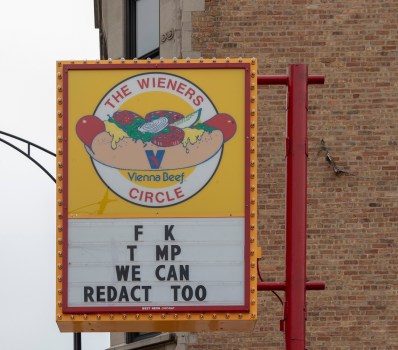 THE WIENERS
V
Vienna Beef
CIRCLE
F K
T MP
WE CAN
REDACT TOO